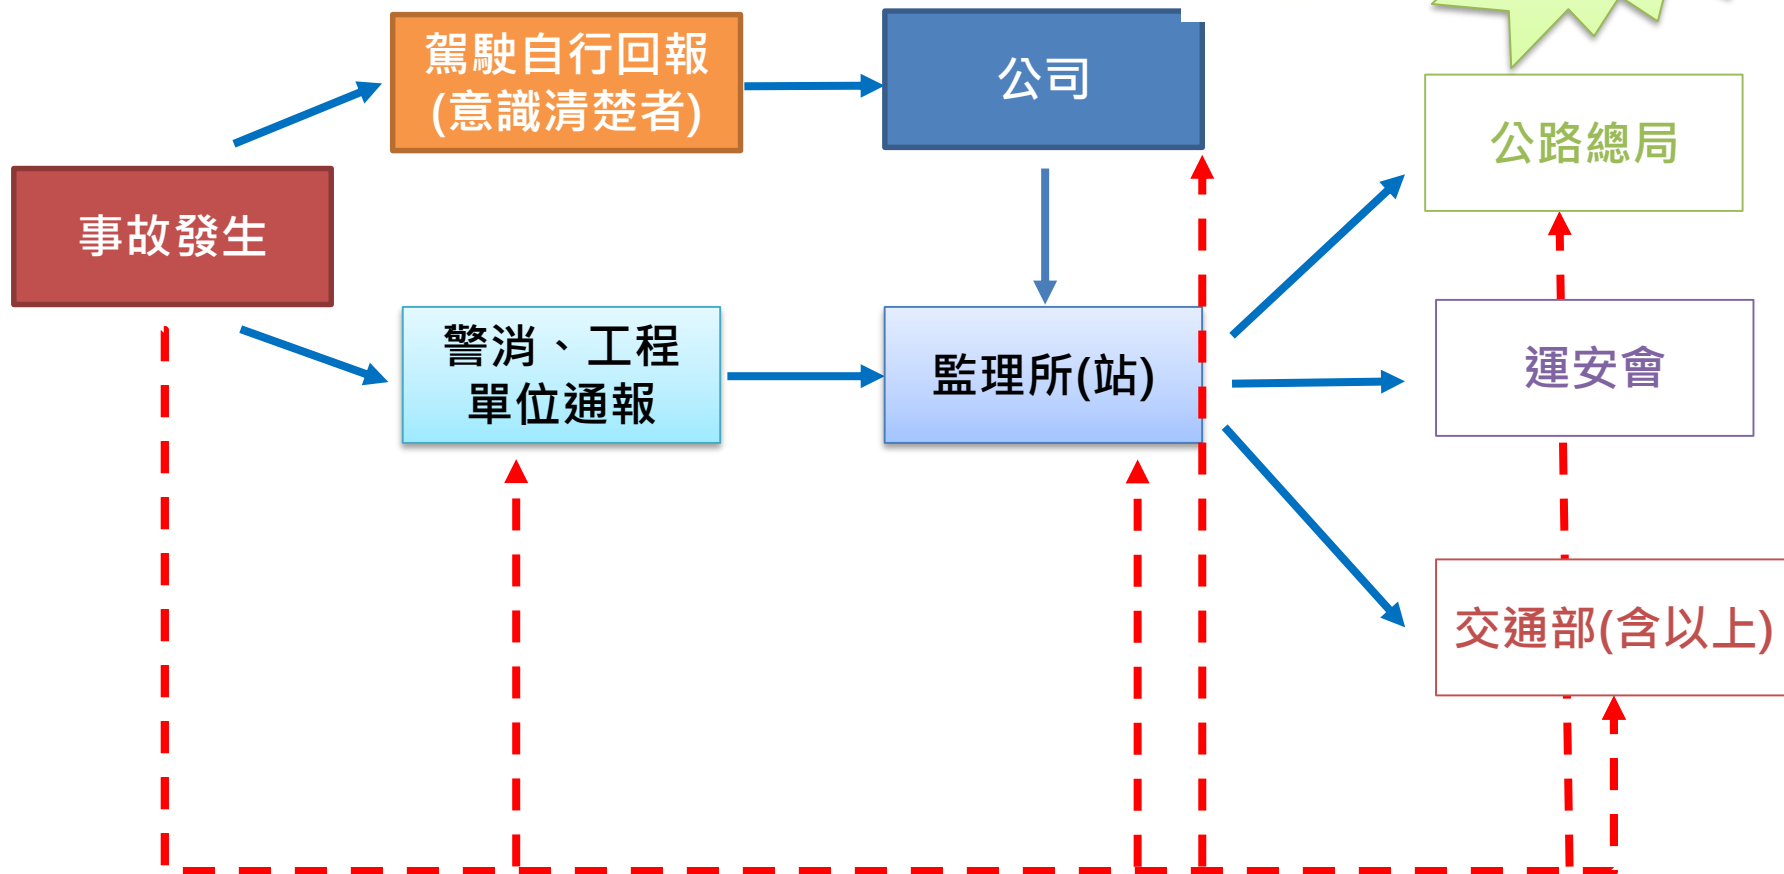 駕駛自行回報
(意識清楚者)
公司
公路總局
事故發生
警消、工程
單位通報
監理所(站)
運安會
交通部(含以上)